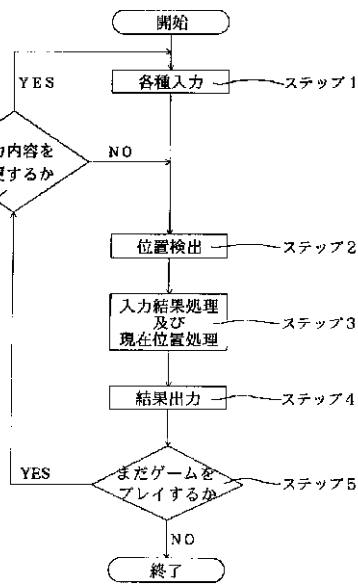 開始
YES
各種入力
ステップ1
力内容を
更するか
NO
位置検出
ステップ2
入力結果処理
及び
現在位置処理
ステップ3
結果出力
ステップ4
YES
まだゲームを
プレイするか
ステップ5
NO
終了